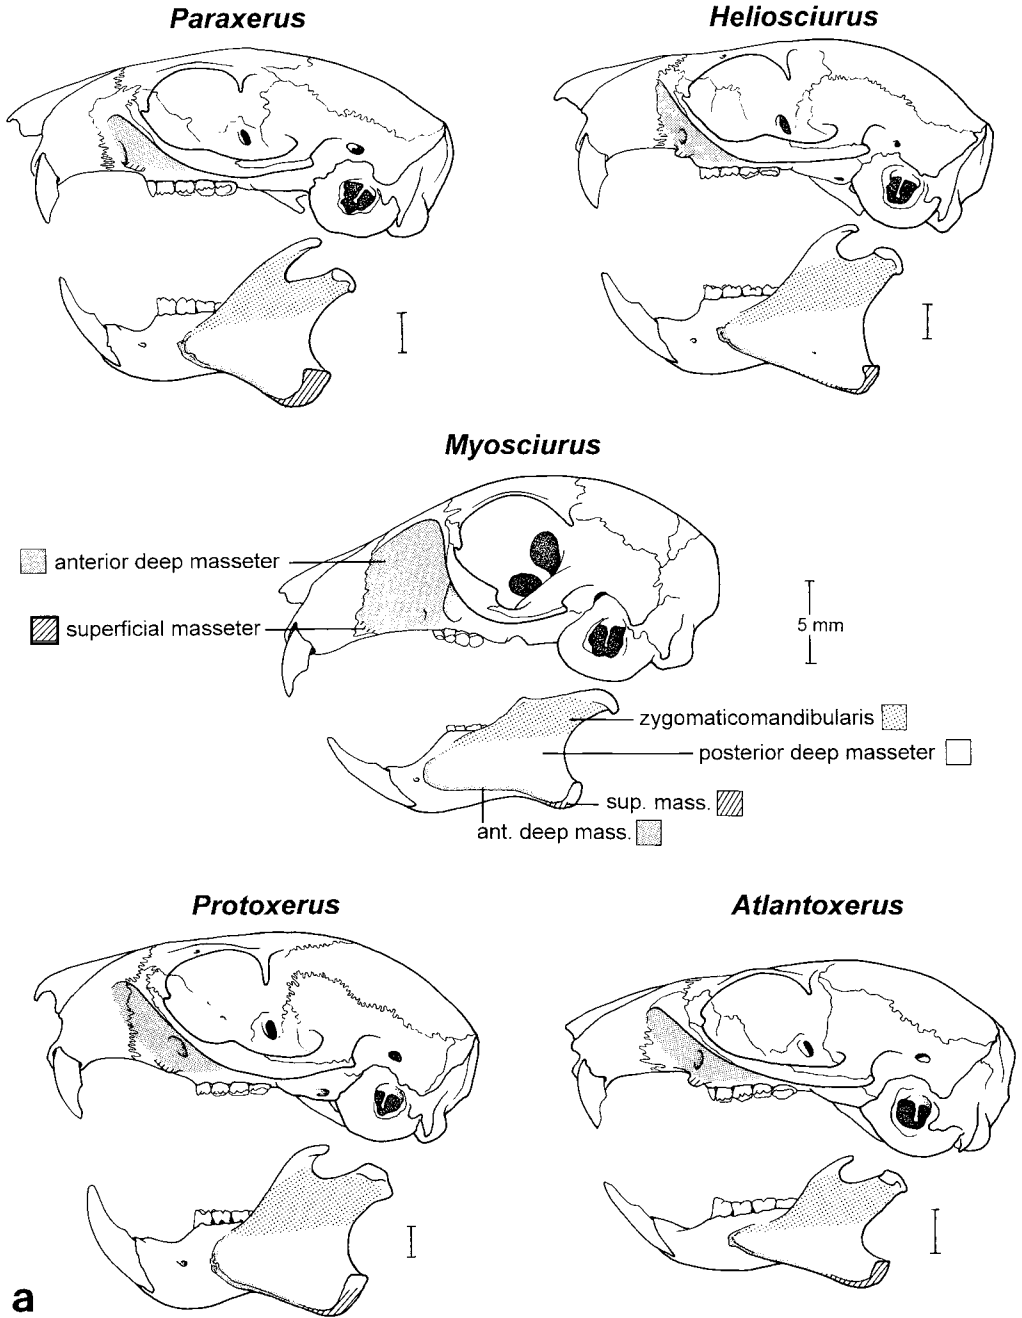 Paraxerus
Heliosciurus
Myosciurus
anterior deep masseter
superficial masseter
5 mm
zygomaticomandibularis
posterior deep masseter
sup. mass.
ant. deep mass.
Protoxerus
Atlantoxerus
a